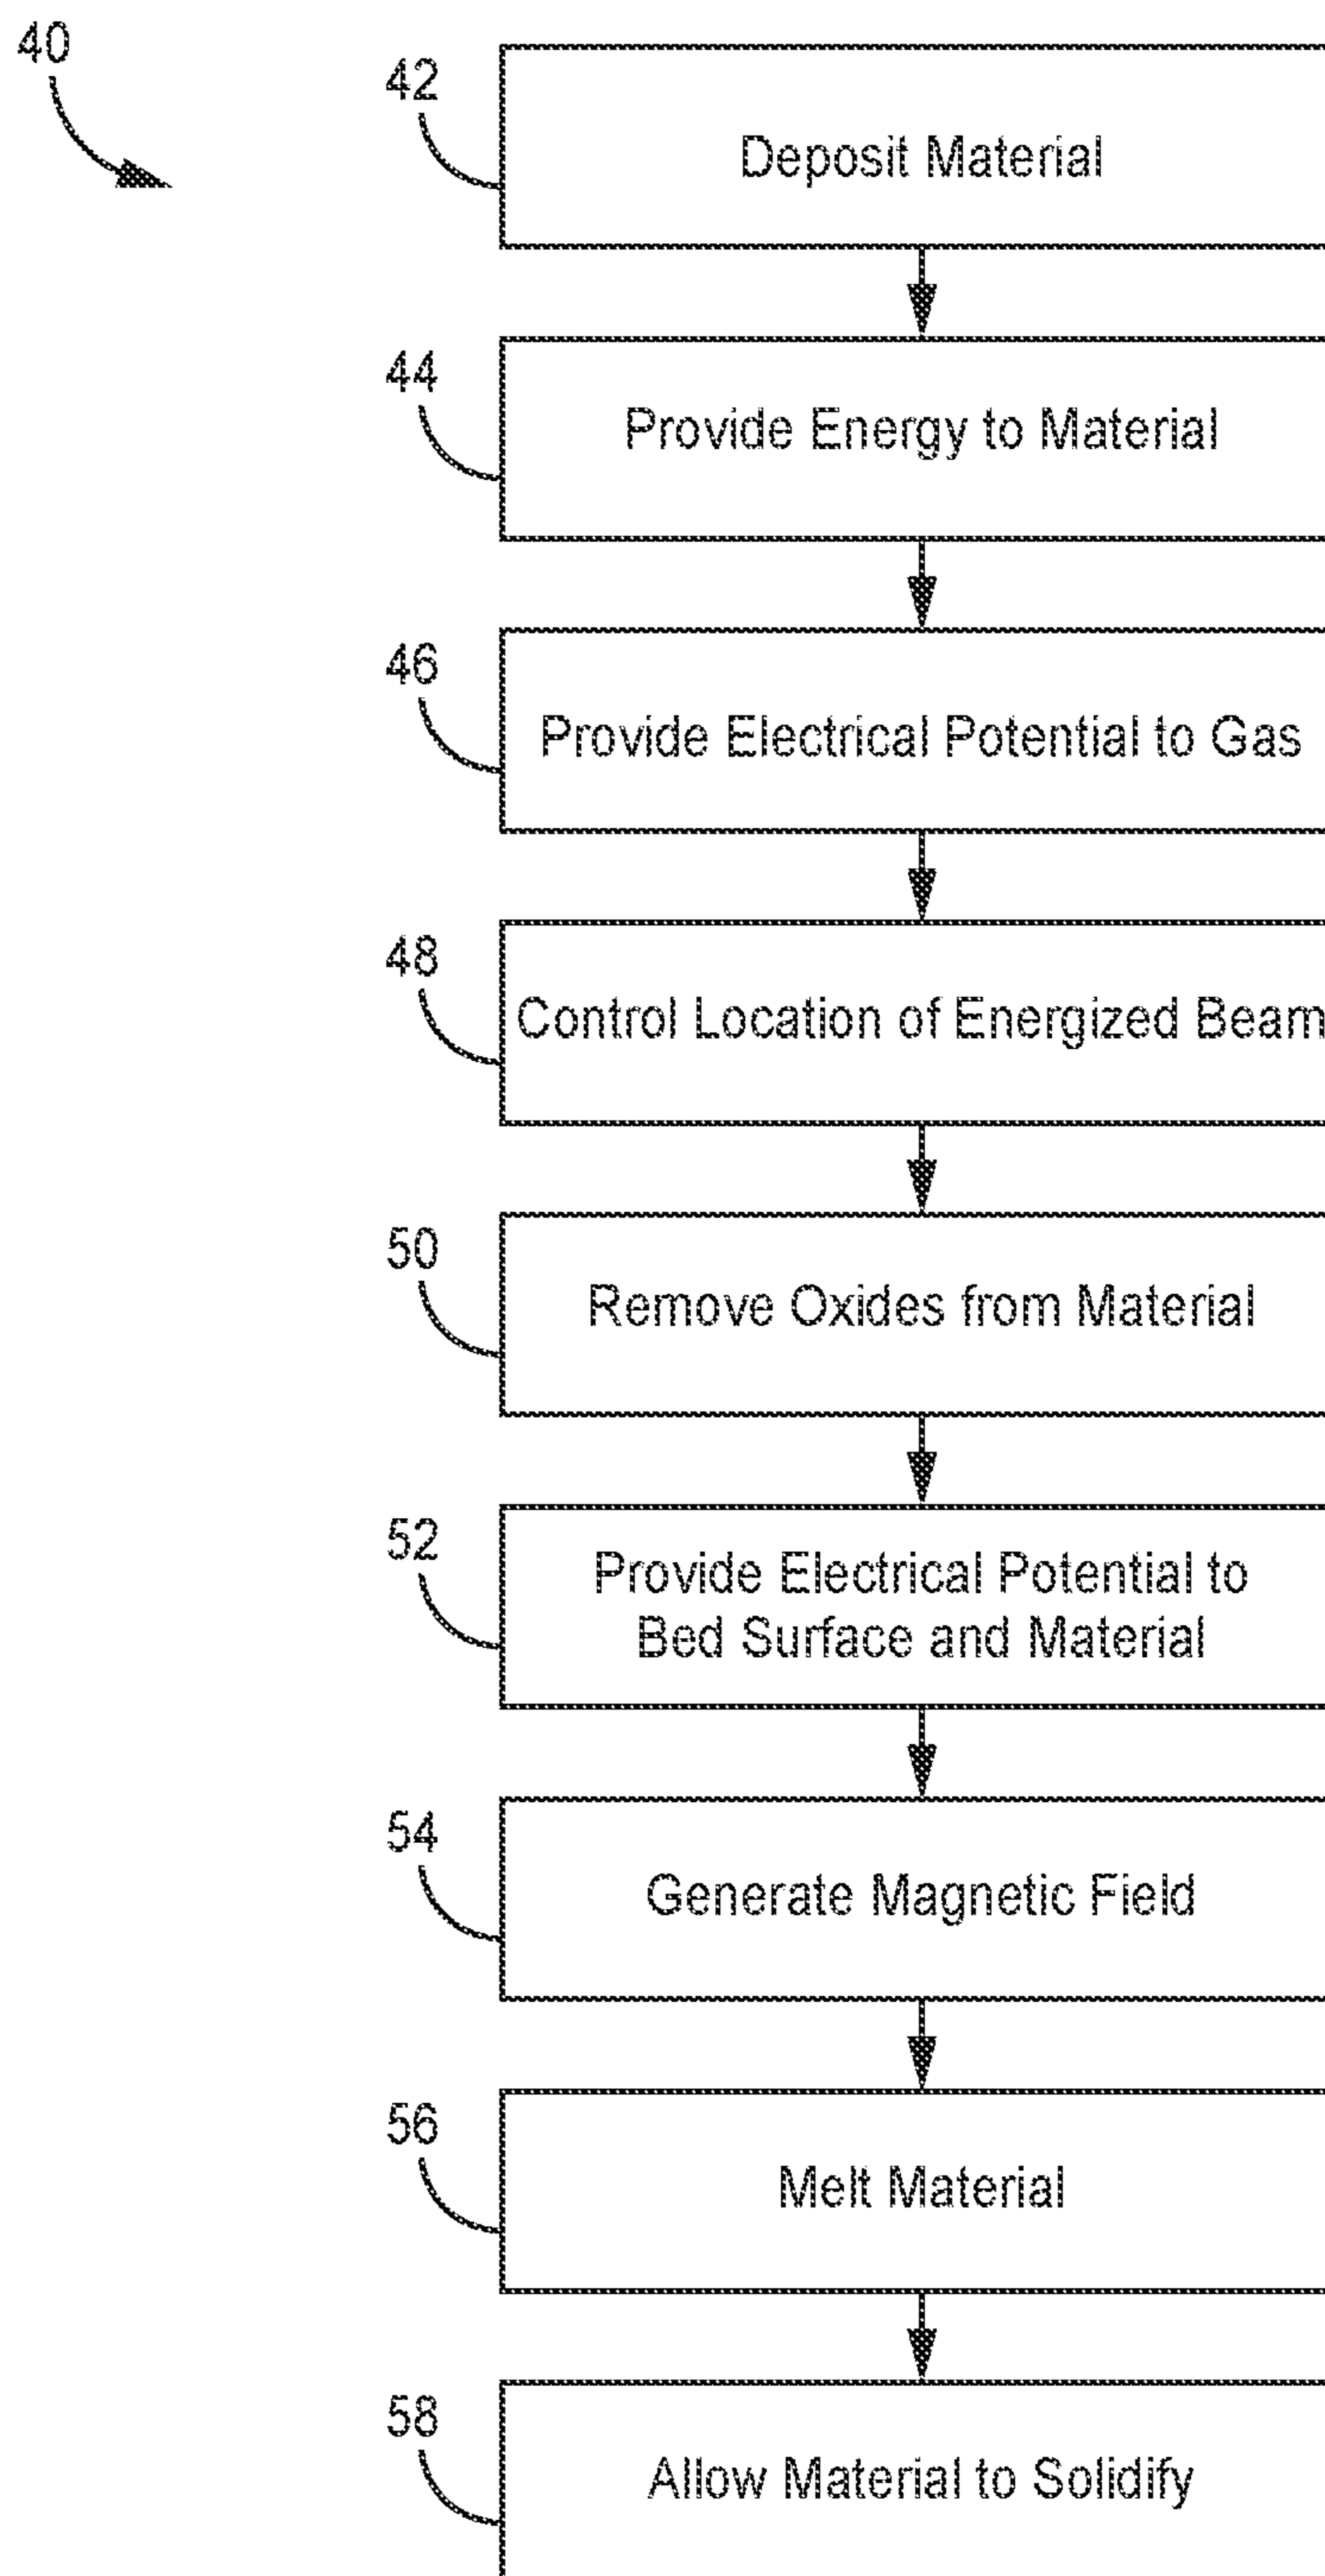 40
42
Deposit Material
44
Provide Energy to Material
46
Provide Electrical Potential to Gas
48
Control Location of Energized Beam
50
Remove Oxides from Material
52
Provide Electrical Potential to
Bed Surface and Material
54
Generate Magnetic Field
56
Melt Material
58
Allow Material to Solidify